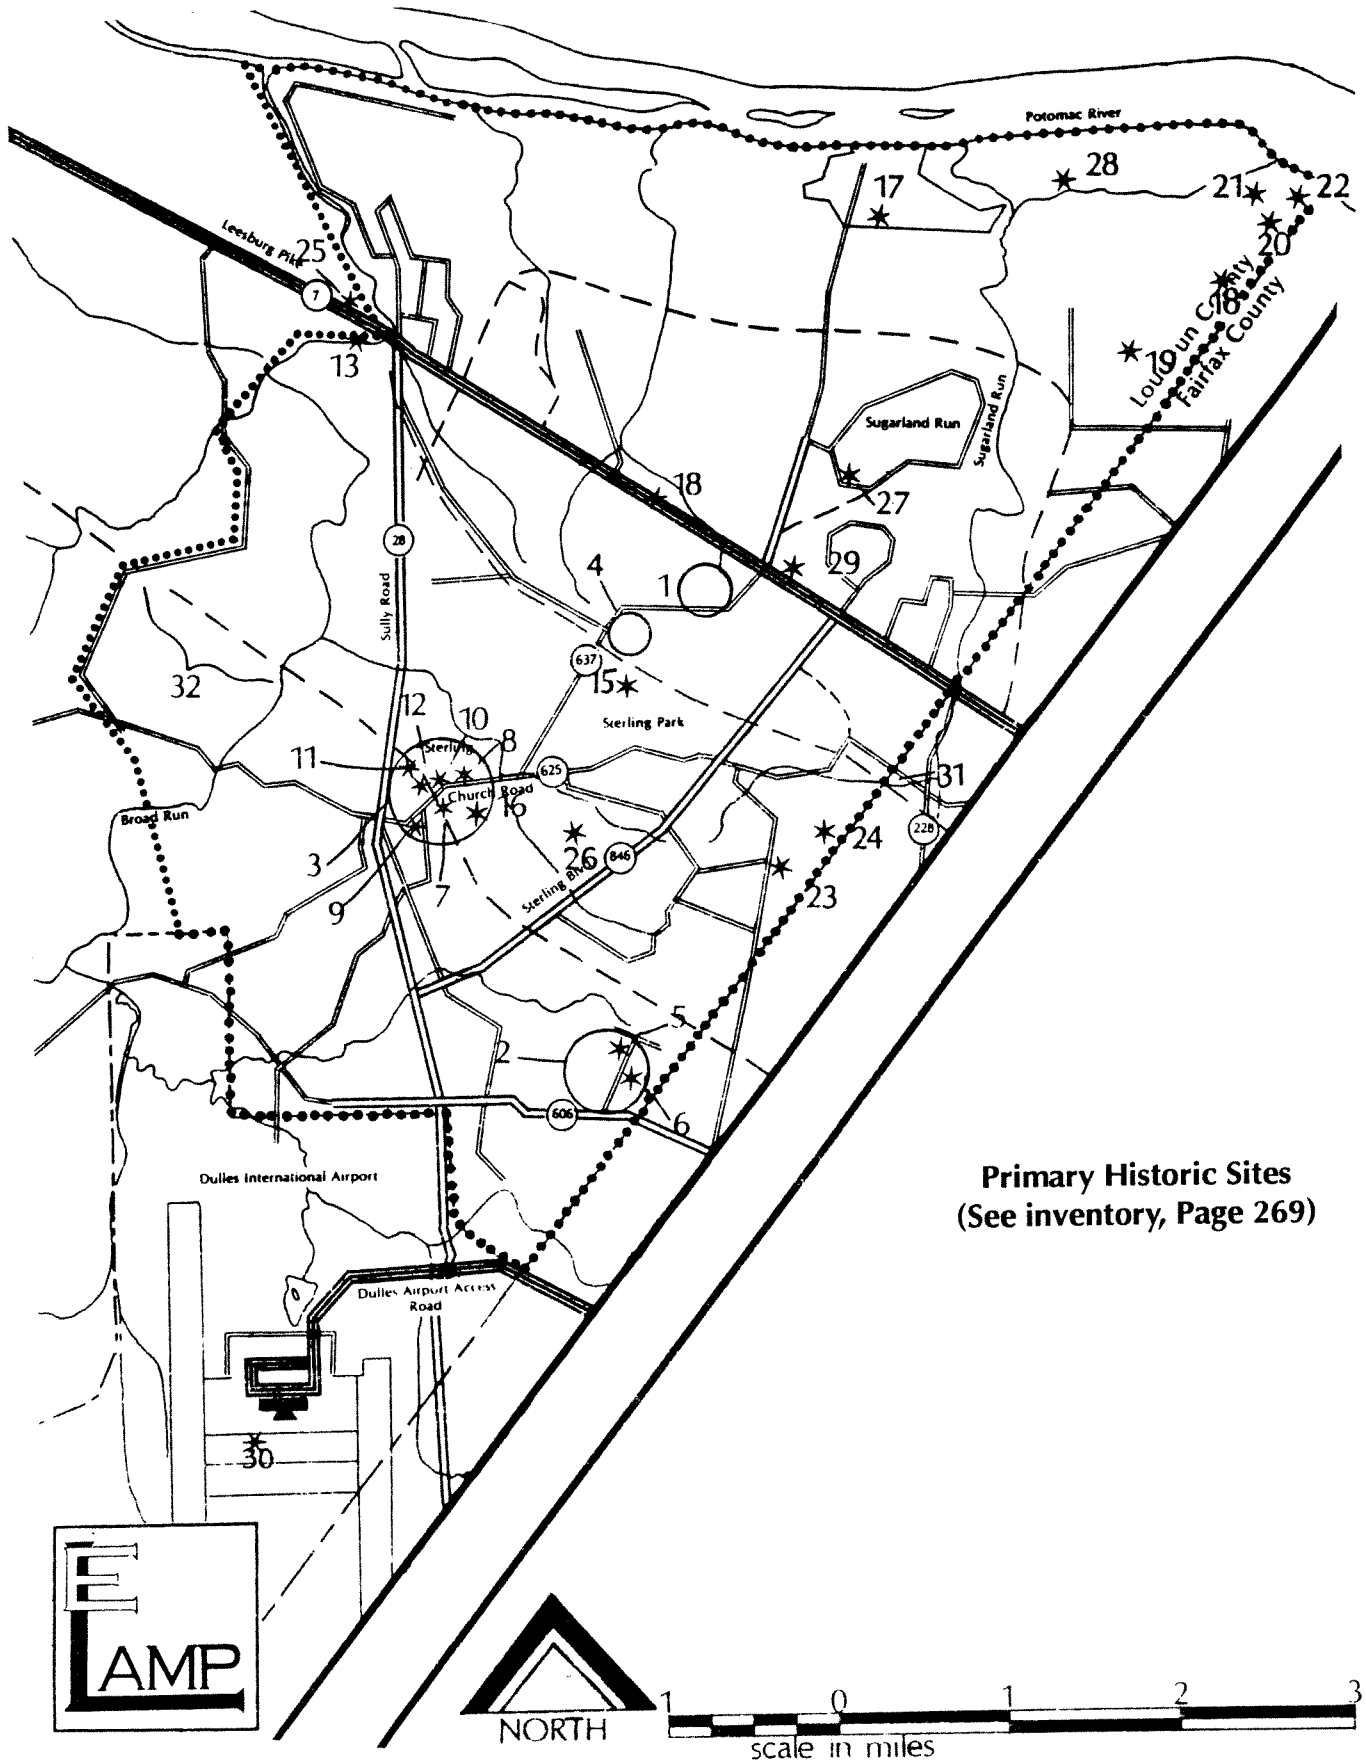 Potomac River
28
17
21
22
20
Leesburg Pike
25
7
18
Loudoun County
Fairfax County
13
19
Sugarland Run
Sugarland Run
18
27
28
Sully Road
4
1
29
637
15
32
12
10
Sterling Park
11
Sterling
8
625
31
Church Road
16
Broad Run
228
24
3
26
846
23
9
7
Sterling Blvd
5
2
606
6
Dulles International Airport
Primary Historic Sites
(See inventory, Page 269)
Dulles Airport Access
Road
30
E
LAMP
NORTH
1 0 1 2 3
scale in miles